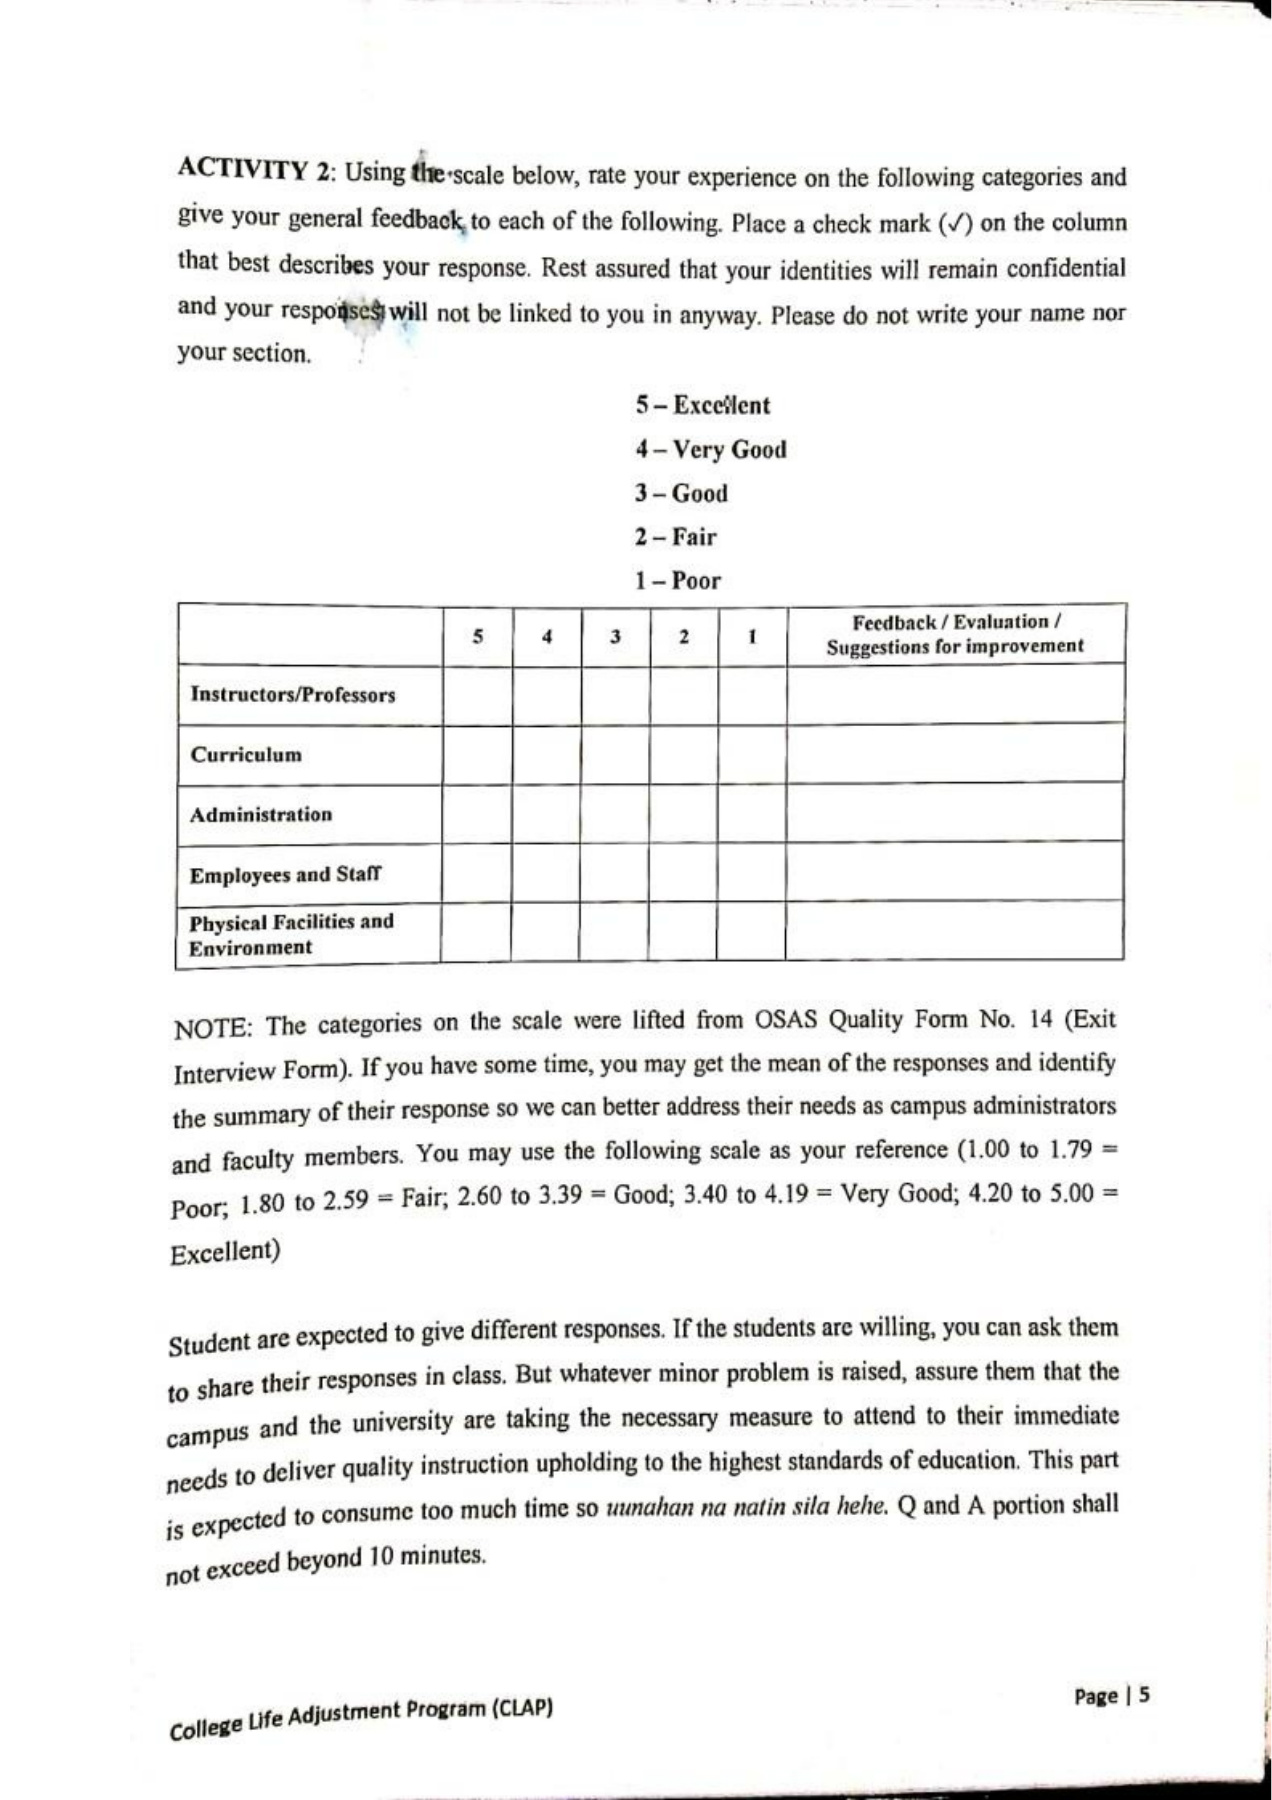 ACTIVITY 2: Using the scale below, rate your experience on the following categories and
give your general feedback to each of the following. Place a check mark (✓) on the column
that best describes your response. Rest assured that your identities will remain confidential
and your responses will not be linked to you in anyway. Please do not write your name nor
your section.
5 – Excellent
4 – Very Good
3 – Good
2 – Fair
1 – Poor
5 4 3 2 1 Feedback / Evaluation /
Suggestions for improvement
Instructors/Professors
Curriculum
Administration
Employees and Staff
Physical Facilities and
Environment
NOTE: The categories on the scale were lifted from OSAS Quality Form No. 14 (Exit
Interview Form). If you have some time, you may get the mean of the responses and identify
the summary of their response so we can better address their needs as campus administrators
and faculty members. You may use the following scale as your reference (1.00 to 1.79 =
Poor; 1.80 to 2.59 = Fair; 2.60 to 3.39 = Good; 3.40 to 4.19 = Very Good; 4.20 to 5.00 =
Excellent)
Student are expected to give different responses. If the students are willing, you can ask them
to share their responses in class. But whatever minor problem is raised, assure them that the
campus and the university are taking the necessary measure to attend to their immediate
needs to deliver quality instruction upholding to the highest standards of education. This part
is expected to consume too much time so uunahan na natin sila hehe. Q and A portion shall
not exceed beyond 10 minutes.
College Life Adjustment Program (CLAP)
Page | 5